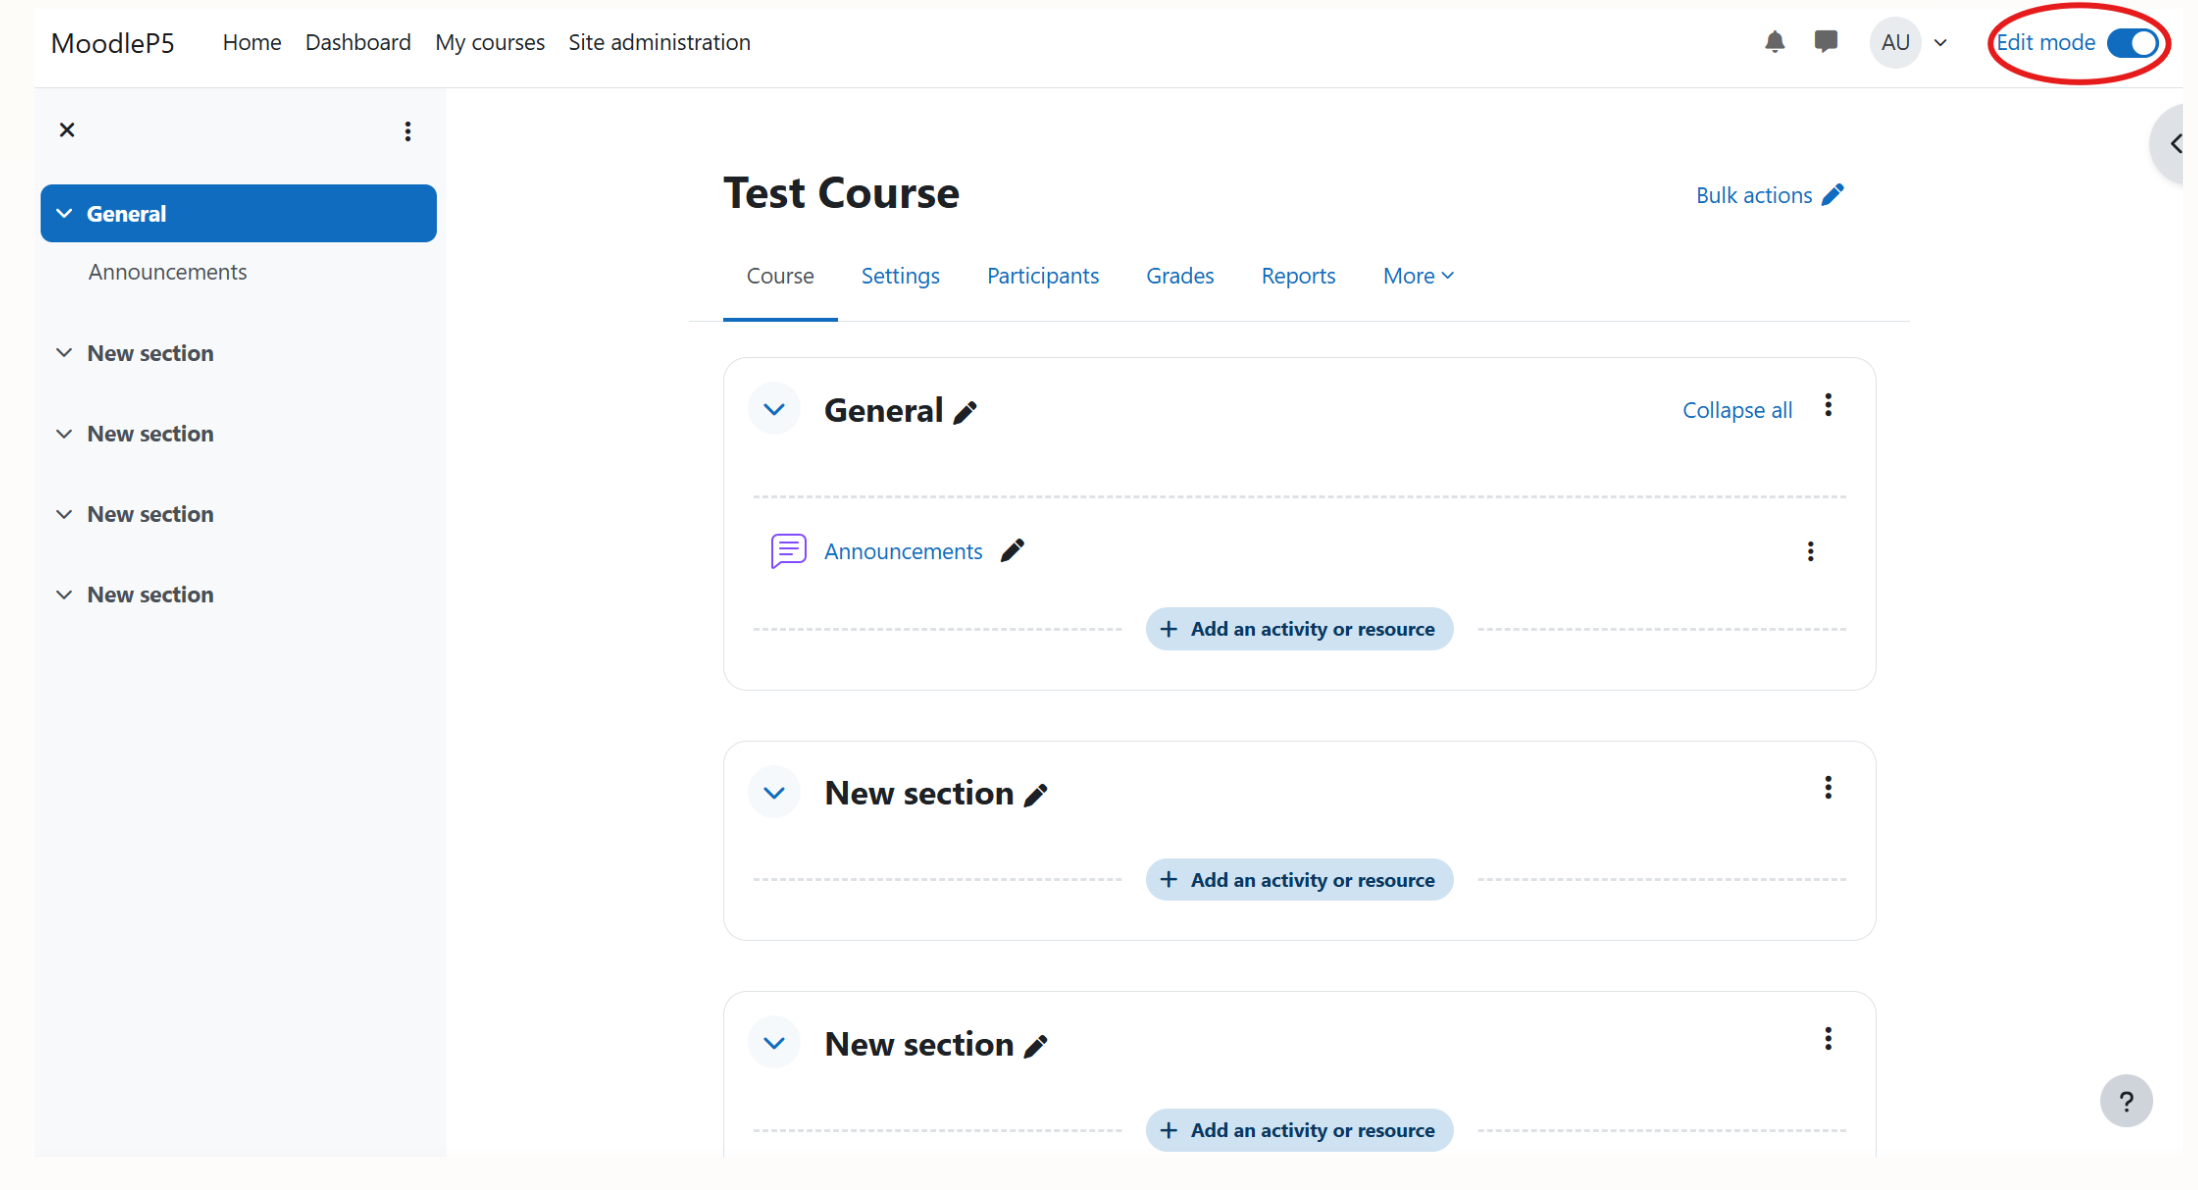 MoodleP5 Home Dashboard My courses Site administration AU Edit mode
General
Announcements
New section
New section
New section
New section
Test Course
Bulk actions
Course Settings Participants Grades Reports More
General
Collapse all
Announcements
+ Add an activity or resource
New section
+ Add an activity or resource
New section
+ Add an activity or resource
?